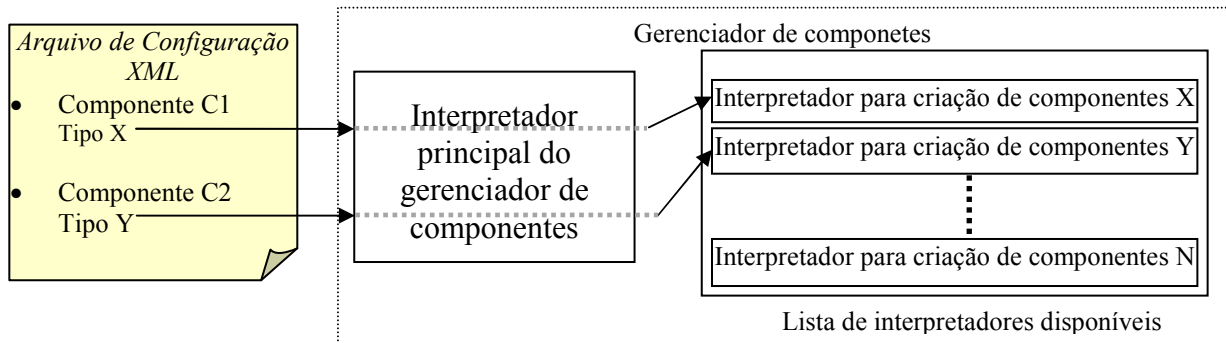 Arquivo de Configuração
XML
• Componente C1
Tipo X
• Componente C2
Tipo Y
Gerenciador de componetes
Interpretador
principal do
gerenciador de
componentes
Interpretador para criação de componentes X
Interpretador para criação de componentes Y
Interpretador para criação de componentes N
Lista de interpretadores disponíveis